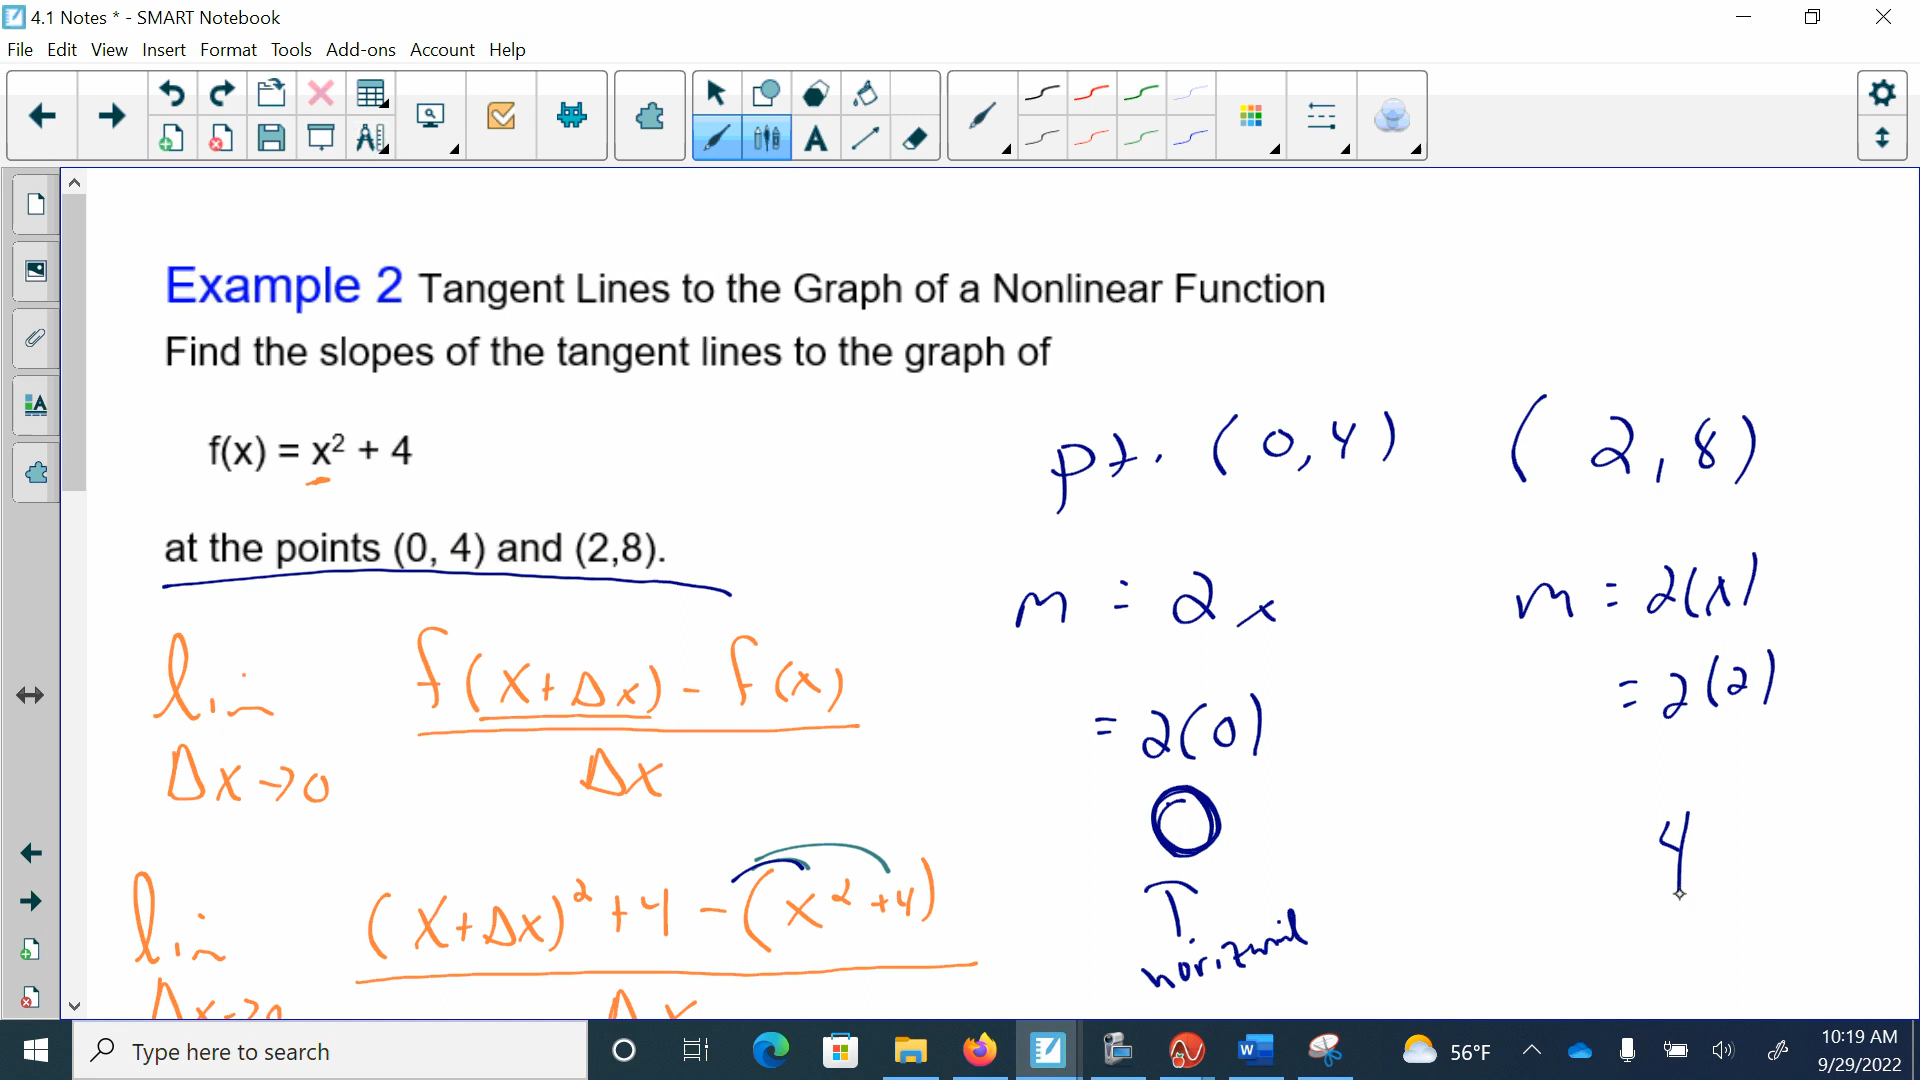 4.1 Notes * - SMART Notebook
File Edit View Insert Format Tools Add-ons Account Help
Example 2 Tangent Lines to the Graph of a Nonlinear Function
Find the slopes of the tangent lines to the graph of
f(x) = x² + 4
at the points (0, 4) and (2,8).
pt. (0,4) (2,8)
m = 2x
= 2(0)
0
horizontal
m = 2(x)
= 2(2)
4
lim f(x+Δx) - f(x)
Δx→0 Δx
lim (x+Δx)² + 4 - (x² + 4)
Δx→0 Δx
Type here to search
56°F
10:19 AM
9/29/2022